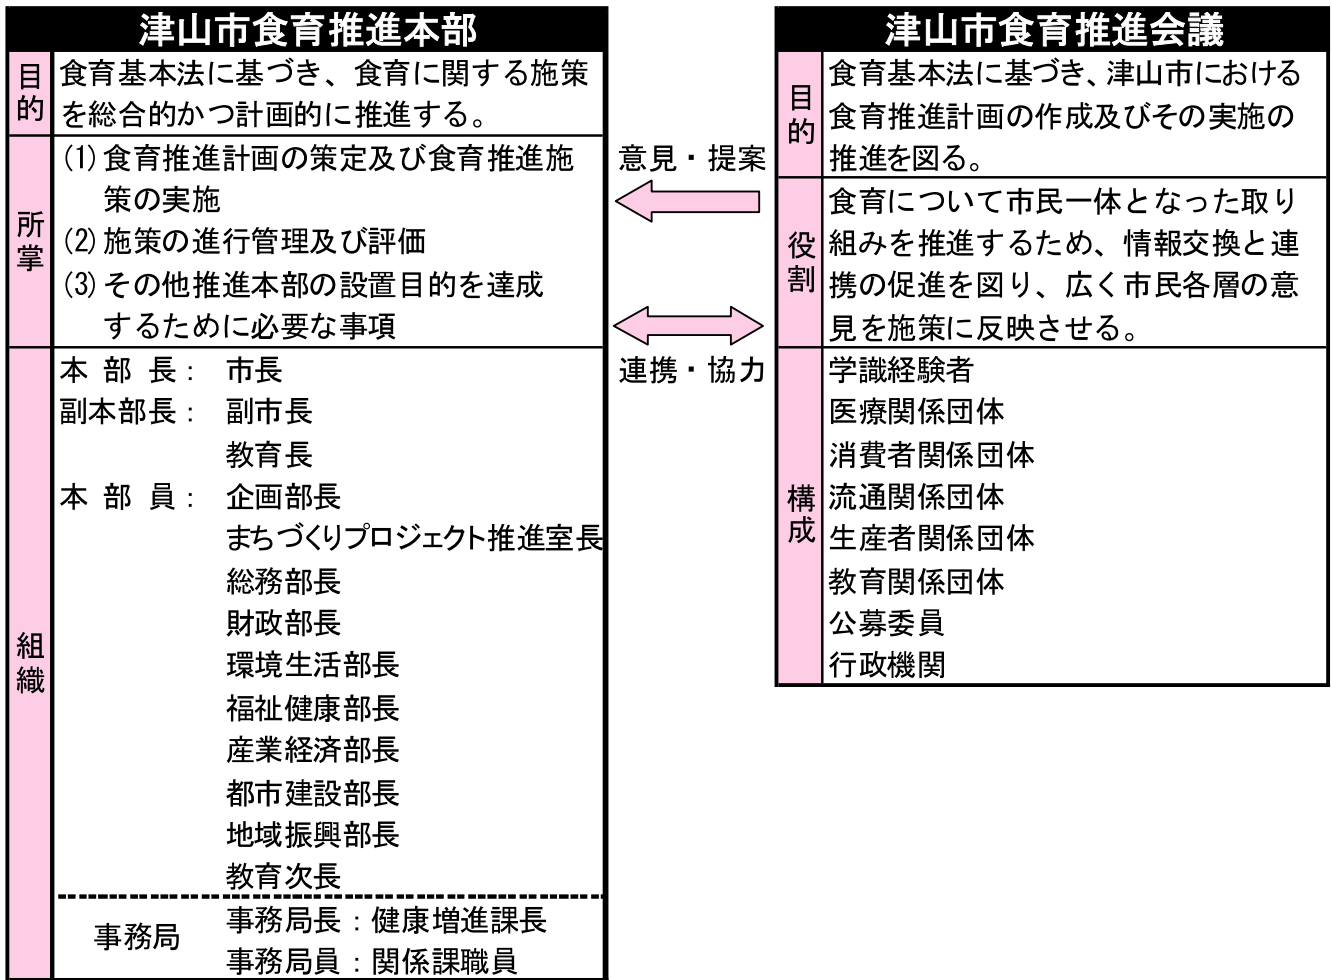 津山市食育推進本部
目的
食育基本法に基づき、食育に関する施策
を総合的かつ計画的に推進する。
所掌
(1) 食育推進計画の策定及び食育推進施
策の実施
(2) 施策の進行管理及び評価
(3) その他推進本部の設置目的を達成
するために必要な事項
組織
本 部 長： 市長
副本部長： 副市長
教育長
本 部 員： 企画部長
まちづくりプロジェクト推進室長
総務部長
財政部長
環境生活部長
福祉健康部長
産業経済部長
都市建設部長
地域振興部長
教育次長
事務局
事務局長：健康増進課長
事務局員：関係課職員
意見・提案
連携・協力
津山市食育推進会議
目的
食育基本法に基づき、津山市における
食育推進計画の作成及びその実施の
推進を図る。
役割
食育について市民一体となった取り
組みを推進するため、情報交換と連
携の促進を図り、広く市民各層の意
見を施策に反映させる。
構成
学識経験者
医療関係団体
消費者関係団体
流通関係団体
生産者関係団体
教育関係団体
公募委員
行政機関